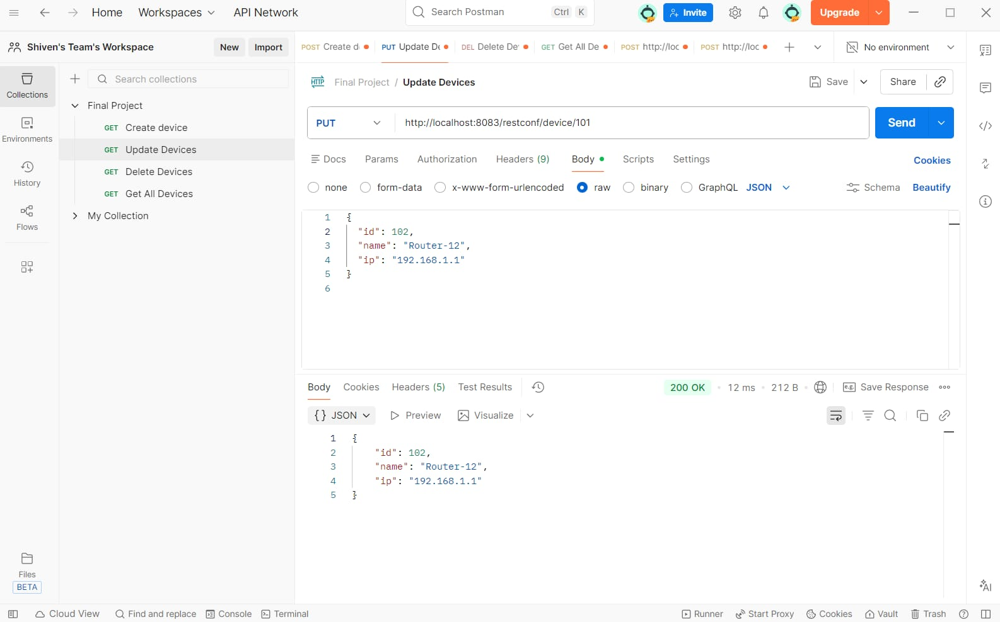 Home Workspaces API Network Search Postman Ctrl K Invite Upgrade
Shiven's Team's Workspace New Import
POST Create d PUT Update De DEL Delete De GET Get All De POST http://loc POST http://loc No environment
Collections
Environments
History
Flows
Files
BETA
Search collections
Final Project
GET Create device
GET Update Devices
GET Delete Devices
GET Get All Devices
My Collection
HTTP Final Project / Update Devices Save Share
PUT http://localhost:8083/restconf/device/101 Send
Docs Params Authorization Headers (9) Body Scripts Settings Cookies
none form-data x-www-form-urlencoded raw binary GraphQL JSON Schema Beautify
1 {
2 "id": 102,
3 "name": "Router-12",
4 "ip": "192.168.1.1"
5 }
6
Body Cookies Headers (5) Test Results 200 OK • 12 ms • 212 B • e.g. Save Response
{} JSON Preview Visualize
1 {
2 "id": 102,
3 "name": "Router-12",
4 "ip": "192.168.1.1"
5 }
AI
Cloud View Find and replace Console Terminal Runner Start Proxy Cookies Vault Trash